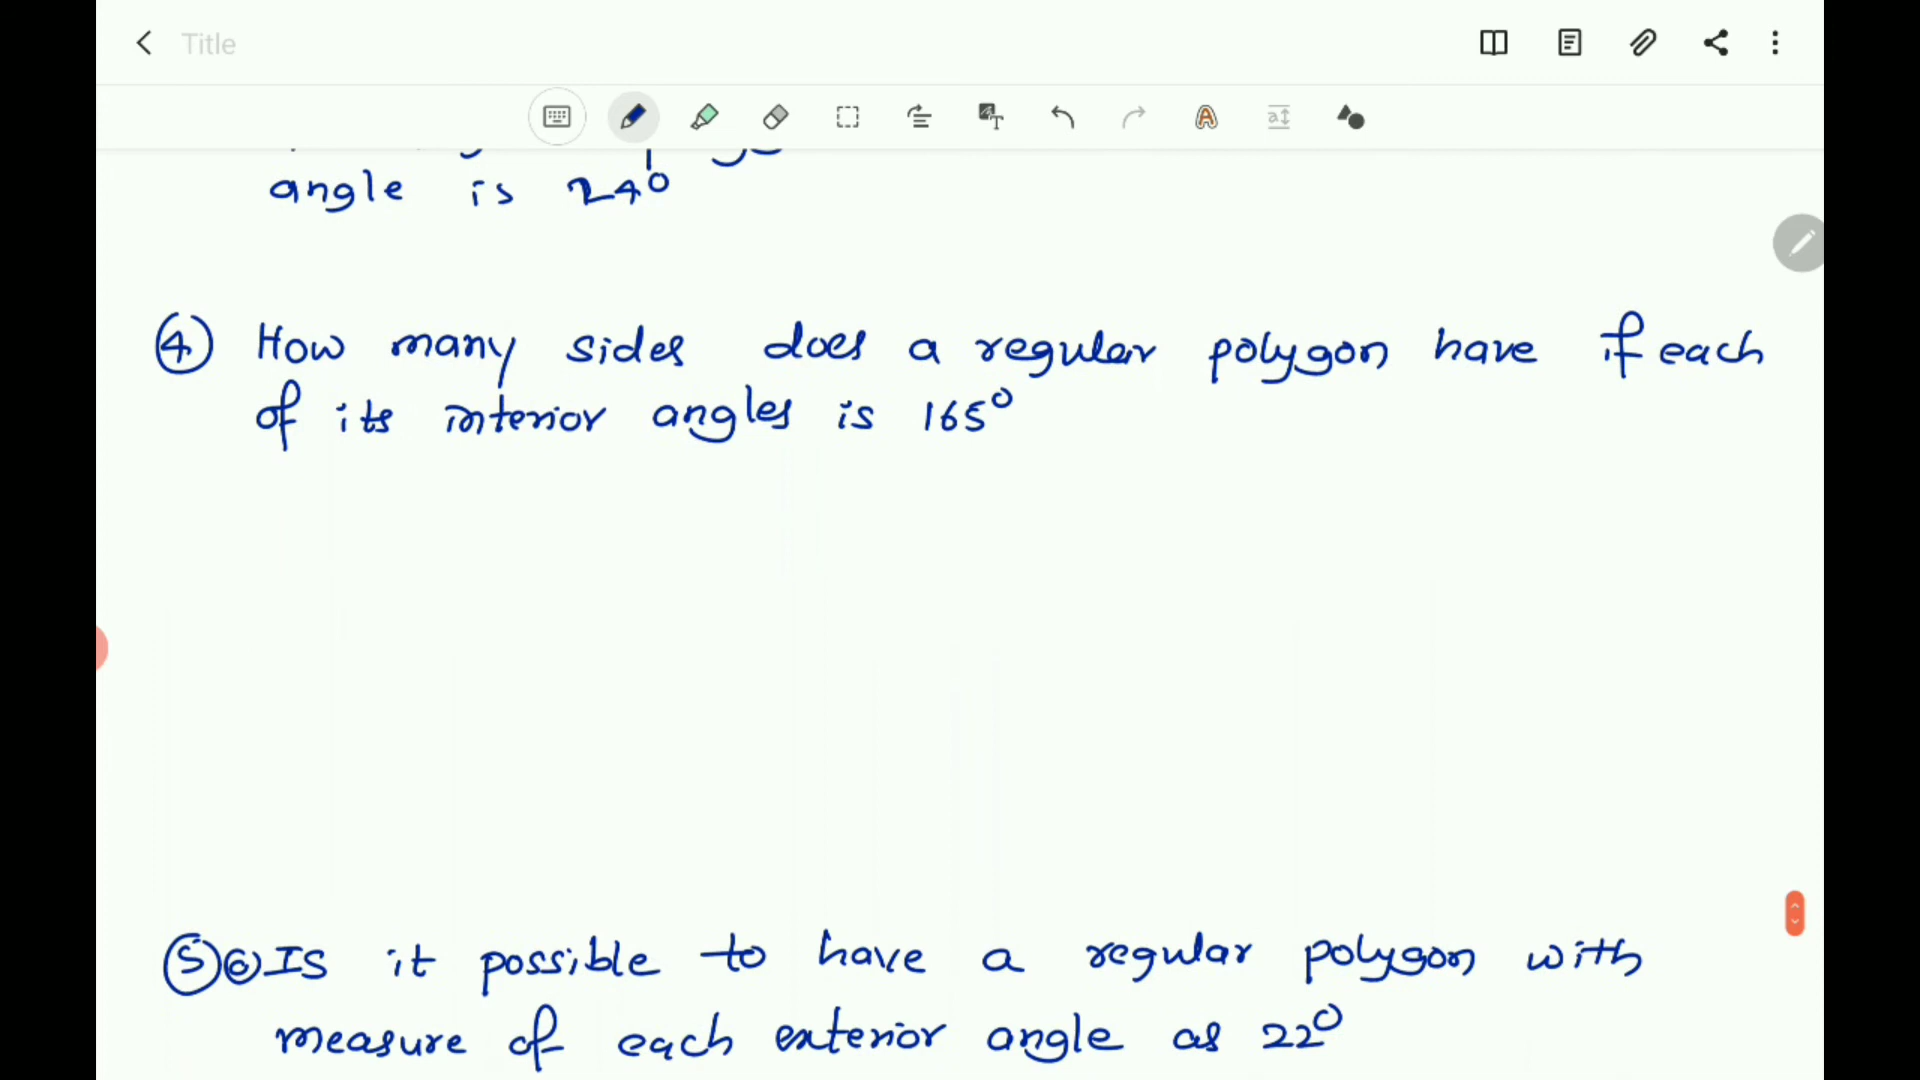 Title
angle is 24°
④ How many sides does a regular polygon have if each
of its interior angles is 165°
⑤ⓐ Is it possible to have a regular polygon with
measure of each exterior angle as 22°